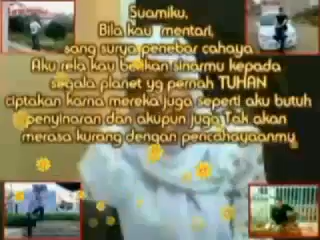 Suamiku,
Bila kau mentari,
sang surya penebar cahaya
Aku rela kau berikan sinarmu kepada
segala planet yg pernah TUHAN
ciptakan karna mereka juga seperti aku butuh
penyinaran dan akupun juga Tak akan
merasa kurang dengan pencahayaanmy